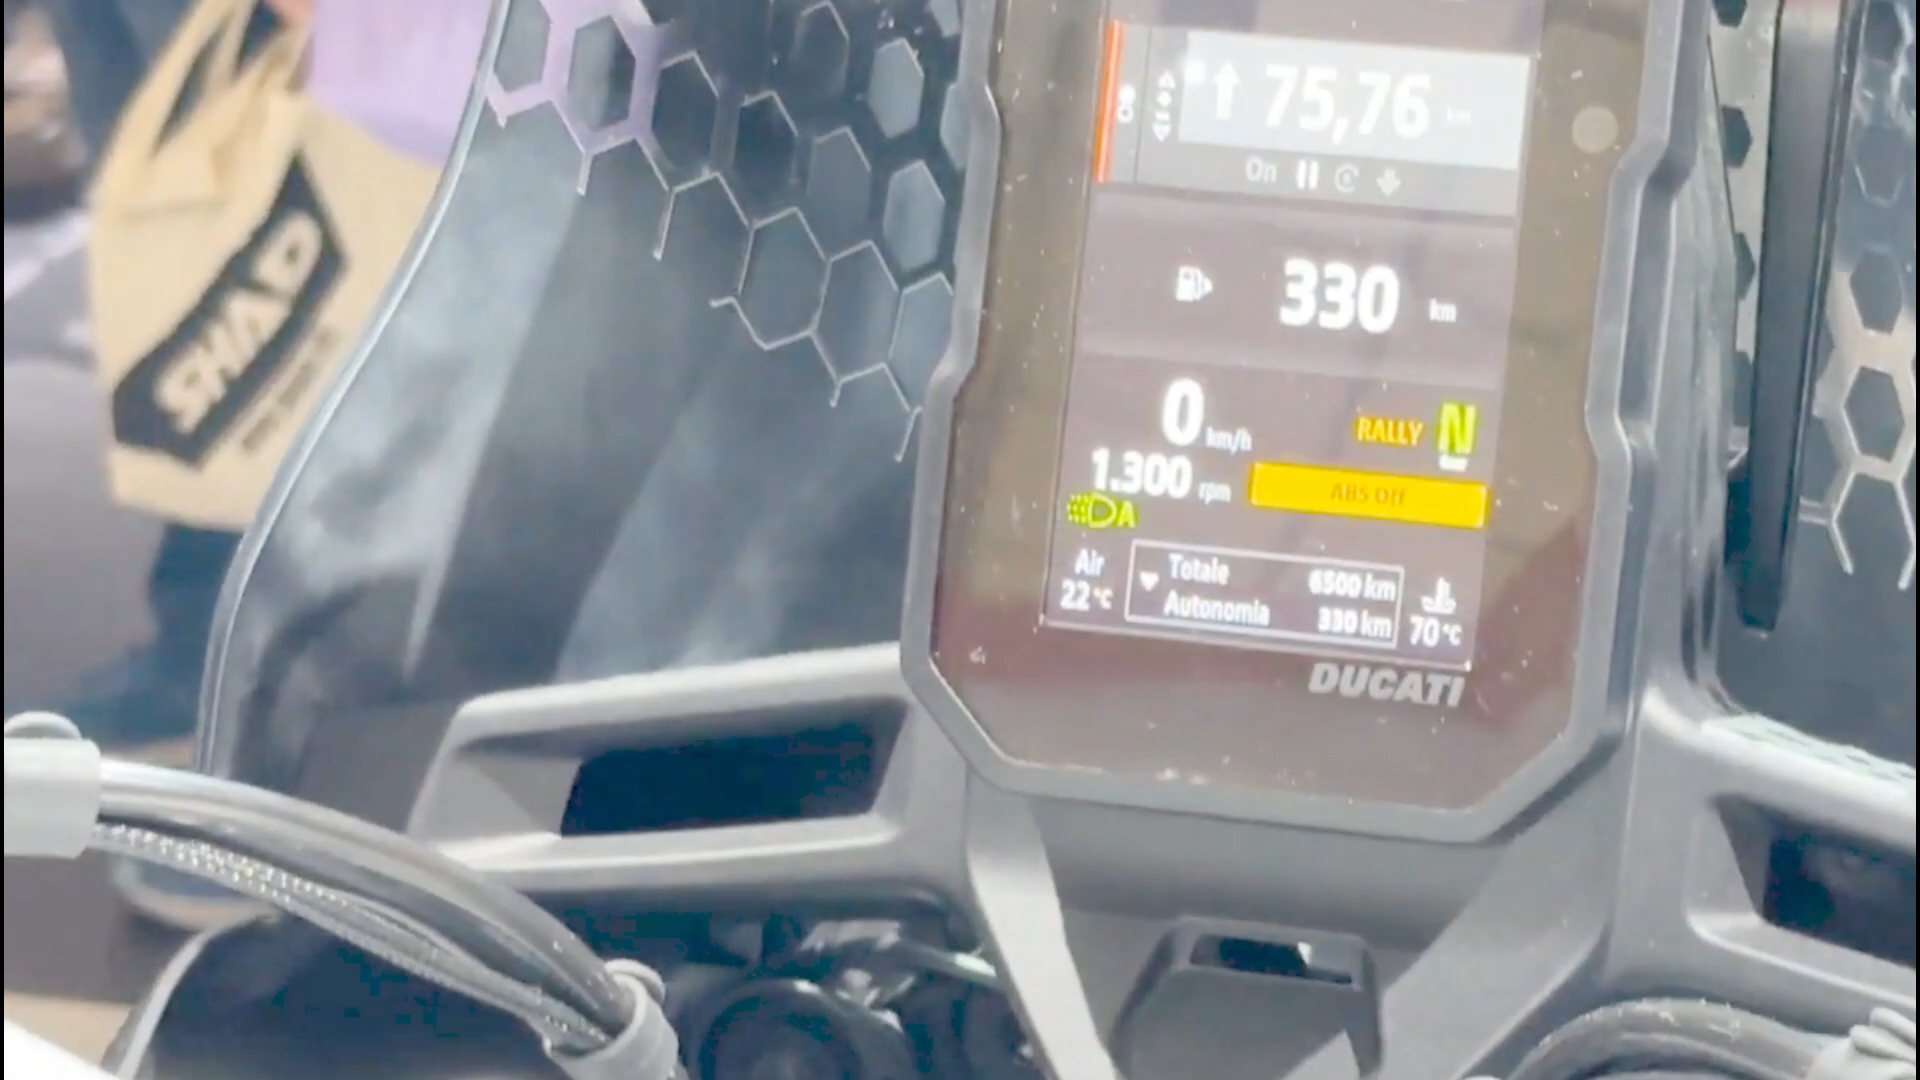 75,76 km
On
330 km
0 km/h
RALLY N
1.300 rpm
ABS Off
A
Air
22 °C
Totale 6500 km
Autonomia 330 km
70 °C
DUCATI
SHAD